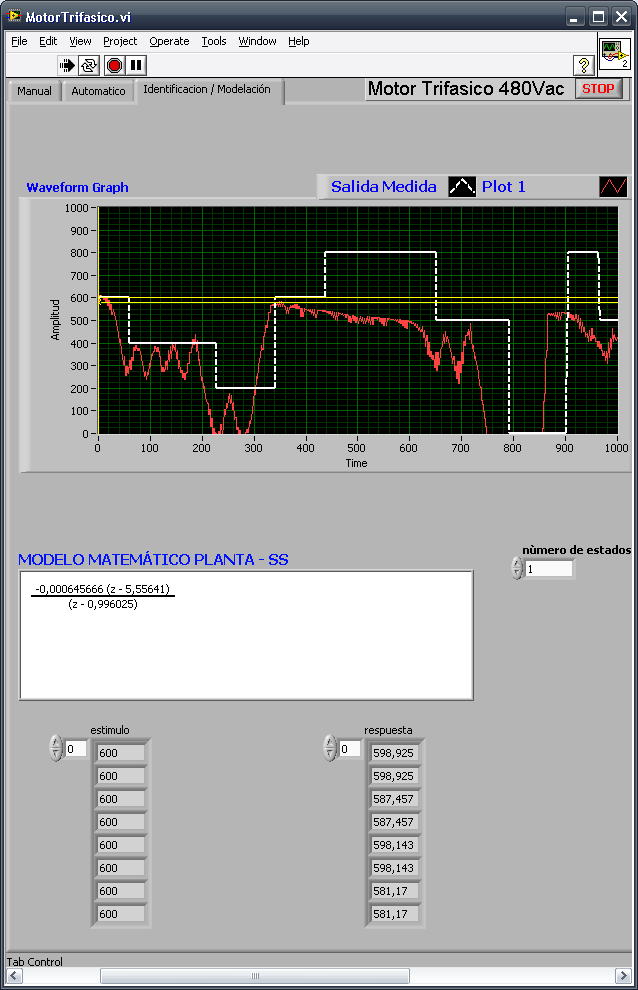 MotorTrifasico.vi
File Edit View Project Operate Tools Window Help
?
2
Manual Automatico Identificacion / Modelación
Motor Trifasico 480Vac STOP
Waveform Graph
Salida Medida Plot 1
1000
900
800
700
600
500
400
300
200
100
0
Amplitud
0 100 200 300 400 500 600 700 800 900 1000
Time
MODELO MATEMÁTICO PLANTA - SS
nùmero de estados
1
-0,000645666 (z - 5,55641)
(z - 0,996025)
estimulo
0
600
600
600
600
600
600
600
600
respuesta
0
598,925
598,925
587,457
587,457
598,143
598,143
581,17
581,17
Tab Control